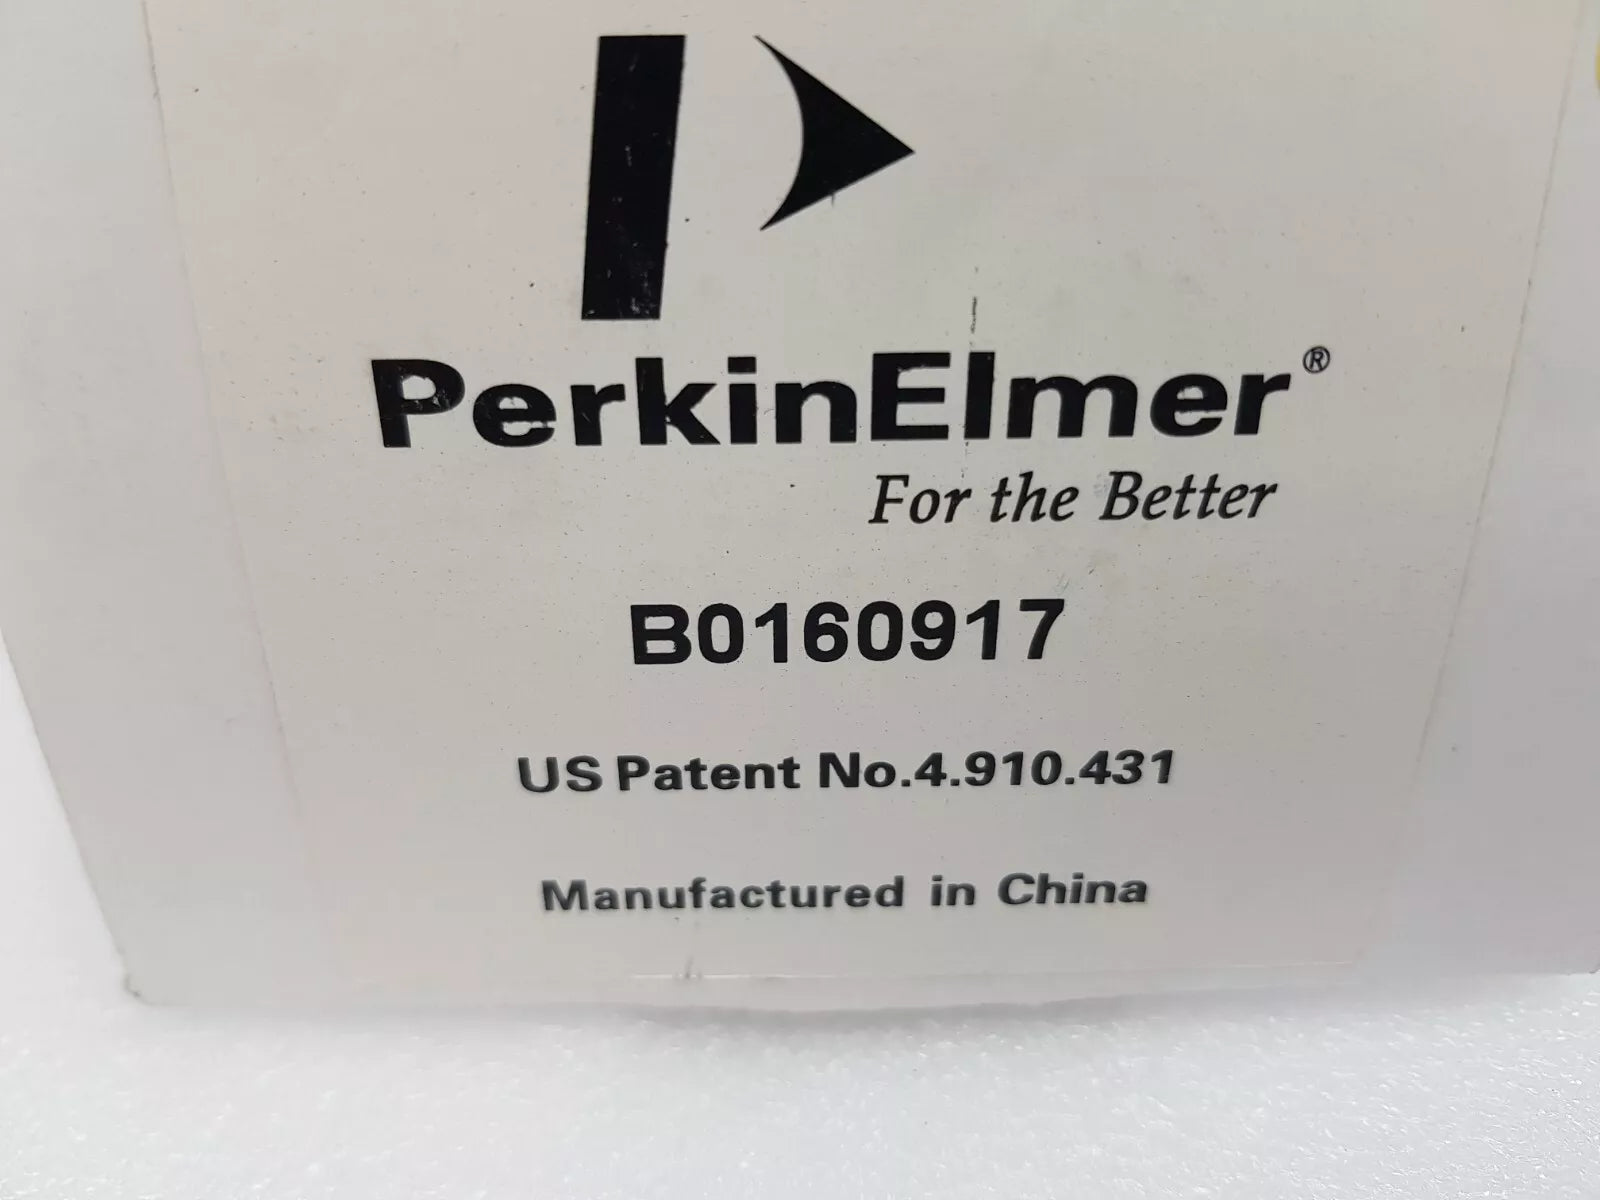 PerkinElmer®
For the Better
B0160917
US Patent No.4.910.431
Manufactured in China